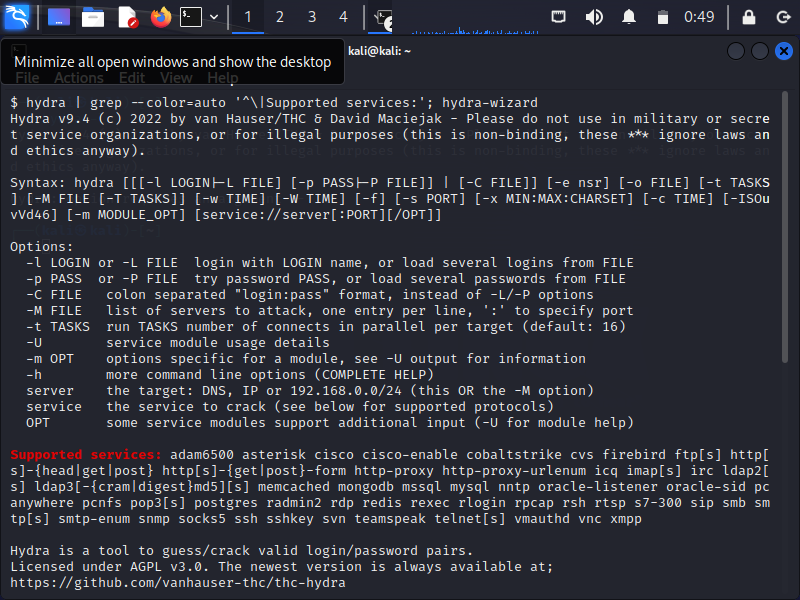 1 2 3 4 2 0:49
kali@kali: ~
Minimize all open windows and show the desktop
File Actions Edit View Help
$ hydra | grep --color=auto '^\|Supported services:'; hydra-wizard
Hydra v9.4 (c) 2022 by van Hauser/THC & David Maciejak - Please do not use in military or secre
t service organizations, or for illegal purposes (this is non-binding, these *** ignore laws an
d ethics anyway).
Syntax: hydra [[[-l LOGIN|-L FILE] [-p PASS|-P FILE]] | [-C FILE]] [-e nsr] [-o FILE] [-t TASKS
] [-M FILE [-T TASKS]] [-w TIME] [-W TIME] [-f] [-s PORT] [-x MIN:MAX:CHARSET] [-c TIME] [-ISOu
vVd46] [-m MODULE_OPT] [service://server[:PORT][/OPT]]
Options:
-l LOGIN or -L FILE login with LOGIN name, or load several logins from FILE
-p PASS or -P FILE try password PASS, or load several passwords from FILE
-C FILE colon separated "login:pass" format, instead of -L/-P options
-M FILE list of servers to attack, one entry per line, ':' to specify port
-t TASKS run TASKS number of connects in parallel per target (default: 16)
-U service module usage details
-m OPT options specific for a module, see -U output for information
-h more command line options (COMPLETE HELP)
server the target: DNS, IP or 192.168.0.0/24 (this OR the -M option)
service the service to crack (see below for supported protocols)
OPT some service modules support additional input (-U for module help)
Supported services: adam6500 asterisk cisco cisco-enable cobaltstrike cvs firebird ftp[s] http[
s]-{head|get|post} http[s]-{get|post}-form http-proxy http-proxy-urlenum icq imap[s] irc ldap2[
s] ldap3[-{cram|digest}md5][s] memcached mongodb mssql mysql nntp oracle-listener oracle-sid pc
anywhere pcnfs pop3[s] postgres radmin2 rdp redis rexec rlogin rpcap rsh rtsp s7-300 sip smb sm
tp[s] smtp-enum snmp socks5 ssh sshkey svn teamspeak telnet[s] vmauthd vnc xmpp
Hydra is a tool to guess/crack valid login/password pairs.
Licensed under AGPL v3.0. The newest version is always available at;
https://github.com/vanhauser-thc/thc-hydra